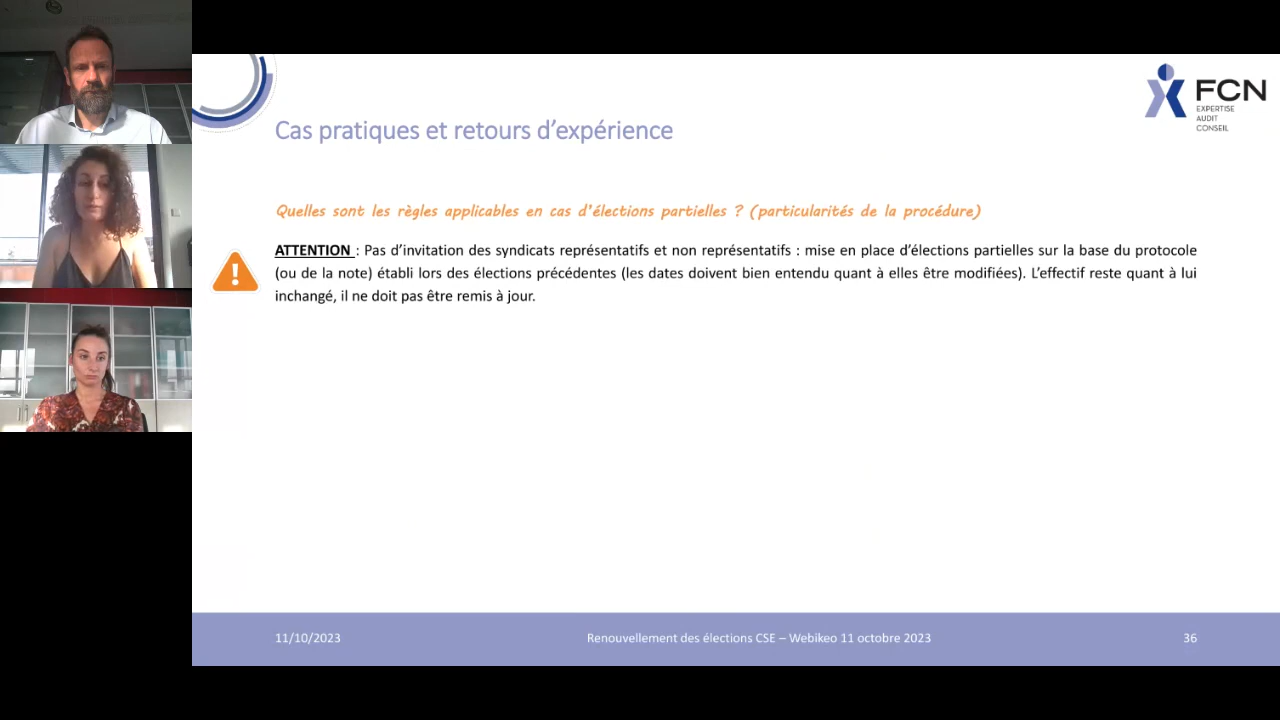 FCN
EXPERTISE
AUDIT
CONSEIL
Cas pratiques et retours d’expérience
Quelles sont les règles applicables en cas d’élections partielles ? (particularités de la procédure)
ATTENTION : Pas d’invitation des syndicats représentatifs et non représentatifs : mise en place d’élections partielles sur la base du protocole
(ou de la note) établi lors des élections précédentes (les dates doivent bien entendu quant à elles être modifiées). L’effectif reste quant à lui
inchangé, il ne doit pas être remis à jour.
11/10/2023
Renouvellement des élections CSE – Webikeo 11 octobre 2023
36